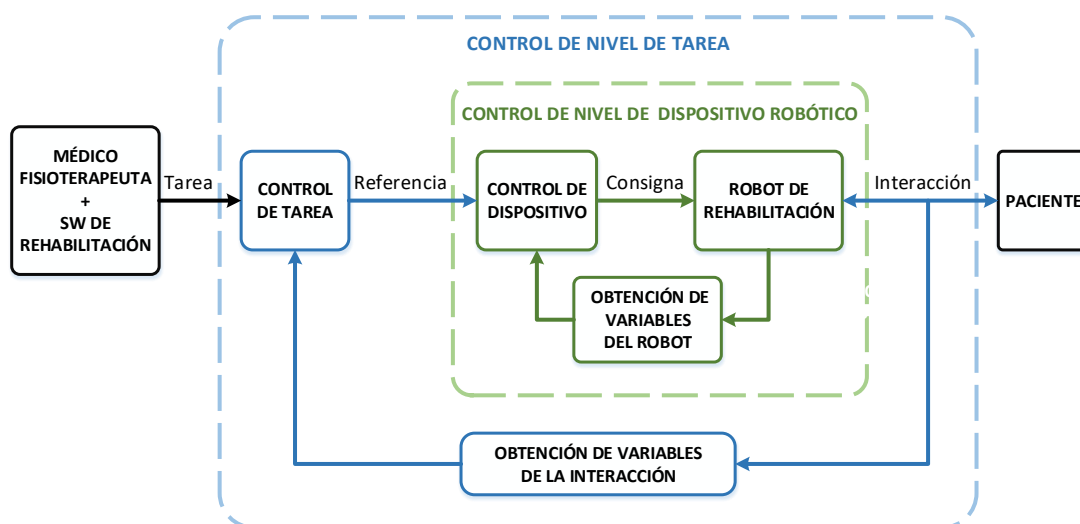 CONTROL DE NIVEL DE TAREA
CONTROL DE NIVEL DE DISPOSITIVO ROBÓTICO
MÉDICO
FISIOTERAPEUTA
+
SW DE
REHABILITACIÓN
Tarea
CONTROL
DE TAREA
Referencia
CONTROL DE
DISPOSITIVO
Consigna
ROBOT DE
REHABILITACIÓN
Interacción
PACIENTE
OBTENCIÓN DE
VARIABLES
DEL ROBOT
OBTENCIÓN DE VARIABLES
DE LA INTERACCIÓN